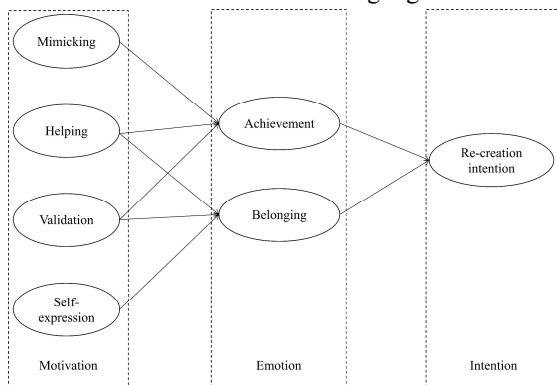 Mimicking
Helping
Validation
Self-
expression
Motivation
Achievement
Belonging
Emotion
Re-creation
intention
Intention